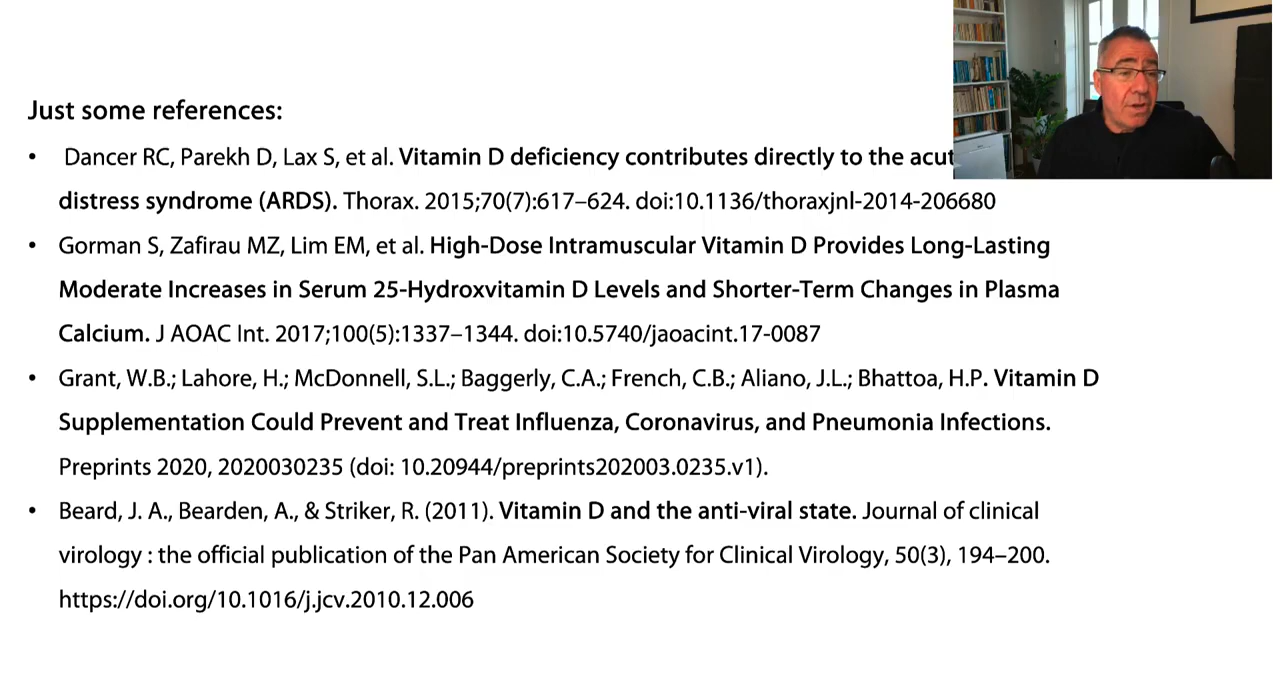 Just some references:
• Dancer RC, Parekh D, Lax S, et al. Vitamin D deficiency contributes directly to the acut
distress syndrome (ARDS). Thorax. 2015;70(7):617–624. doi:10.1136/thoraxjnl-2014-206680
• Gorman S, Zafirau MZ, Lim EM, et al. High-Dose Intramuscular Vitamin D Provides Long-Lasting
Moderate Increases in Serum 25-Hydroxvitamin D Levels and Shorter-Term Changes in Plasma
Calcium. J AOAC Int. 2017;100(5):1337–1344. doi:10.5740/jaoacint.17-0087
• Grant, W.B.; Lahore, H.; McDonnell, S.L.; Baggerly, C.A.; French, C.B.; Aliano, J.L.; Bhattoa, H.P. Vitamin D
Supplementation Could Prevent and Treat Influenza, Coronavirus, and Pneumonia Infections.
Preprints 2020, 2020030235 (doi: 10.20944/preprints202003.0235.v1).
• Beard, J. A., Bearden, A., & Striker, R. (2011). Vitamin D and the anti-viral state. Journal of clinical
virology : the official publication of the Pan American Society for Clinical Virology, 50(3), 194–200.
https://doi.org/10.1016/j.jcv.2010.12.006